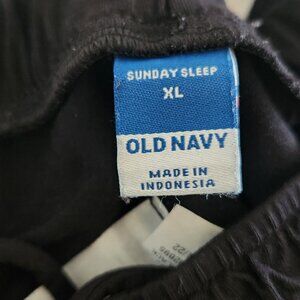 SUNDAY SLEEP
XL
OLD NAVY
MADE IN
INDONESIA